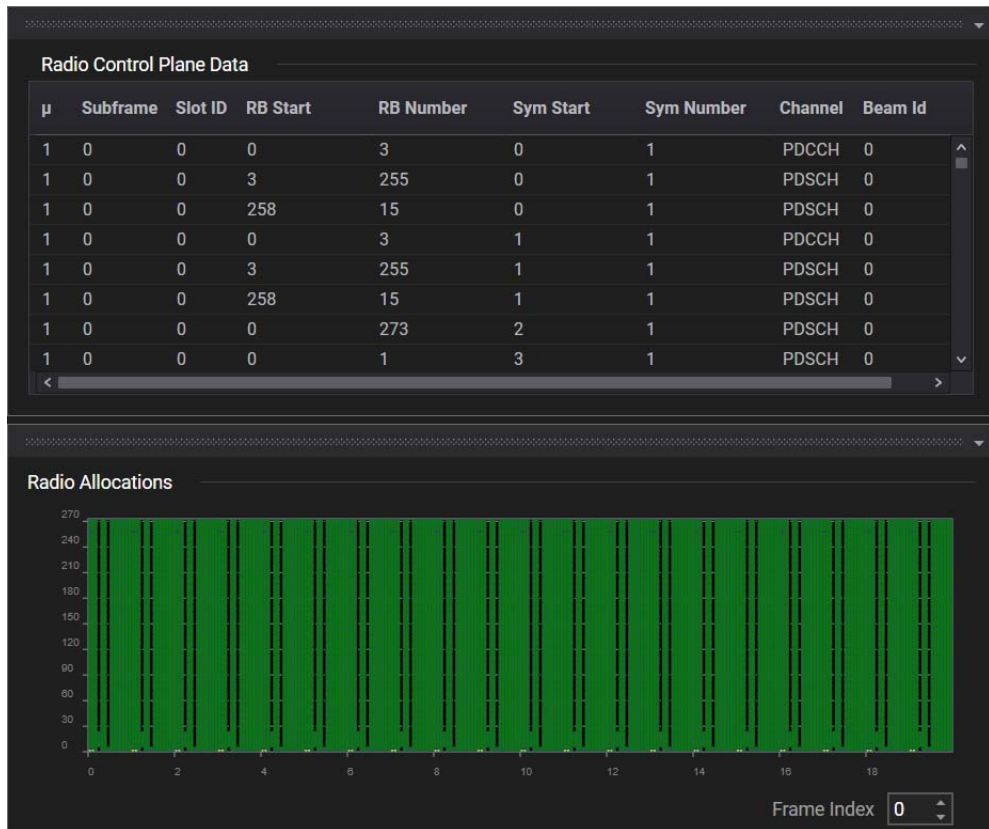 Radio Control Plane Data
µ Subframe Slot ID RB Start RB Number Sym Start Sym Number Channel Beam Id
1 0 0 0 3 0 1 PDCCH 0
1 0 0 3 255 0 1 PDSCH 0
1 0 0 258 15 0 1 PDSCH 0
1 0 0 0 3 1 1 PDCCH 0
1 0 0 3 255 1 1 PDSCH 0
1 0 0 258 15 1 1 PDSCH 0
1 0 0 0 273 2 1 PDSCH 0
1 0 0 0 1 3 1 PDSCH 0
Radio Allocations
270
240
210
180
150
120
90
60
30
0
0 2 4 6 8 10 12 14 16 18
Frame Index 0